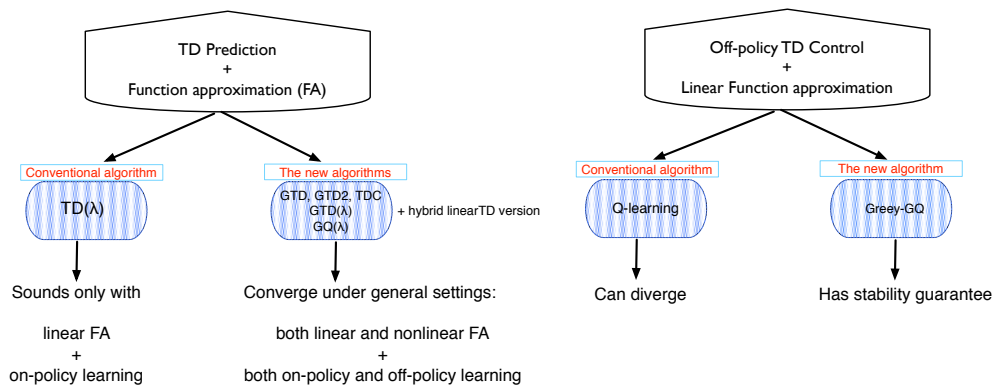 TD Prediction
+
Function approximation (FA)
Conventional algorithm
TD(λ)
Sounds only with
linear FA
+
on-policy learning
The new algorithms
GTD, GTD2, TDC
GTD(λ)
GQ(λ)
+ hybrid linearTD version
Converge under general settings:
both linear and nonlinear FA
+
both on-policy and off-policy learning
Off-policy TD Control
+
Linear Function approximation
Conventional algorithm
Q-learning
Can diverge
The new algorithm
Greey-GQ
Has stability guarantee